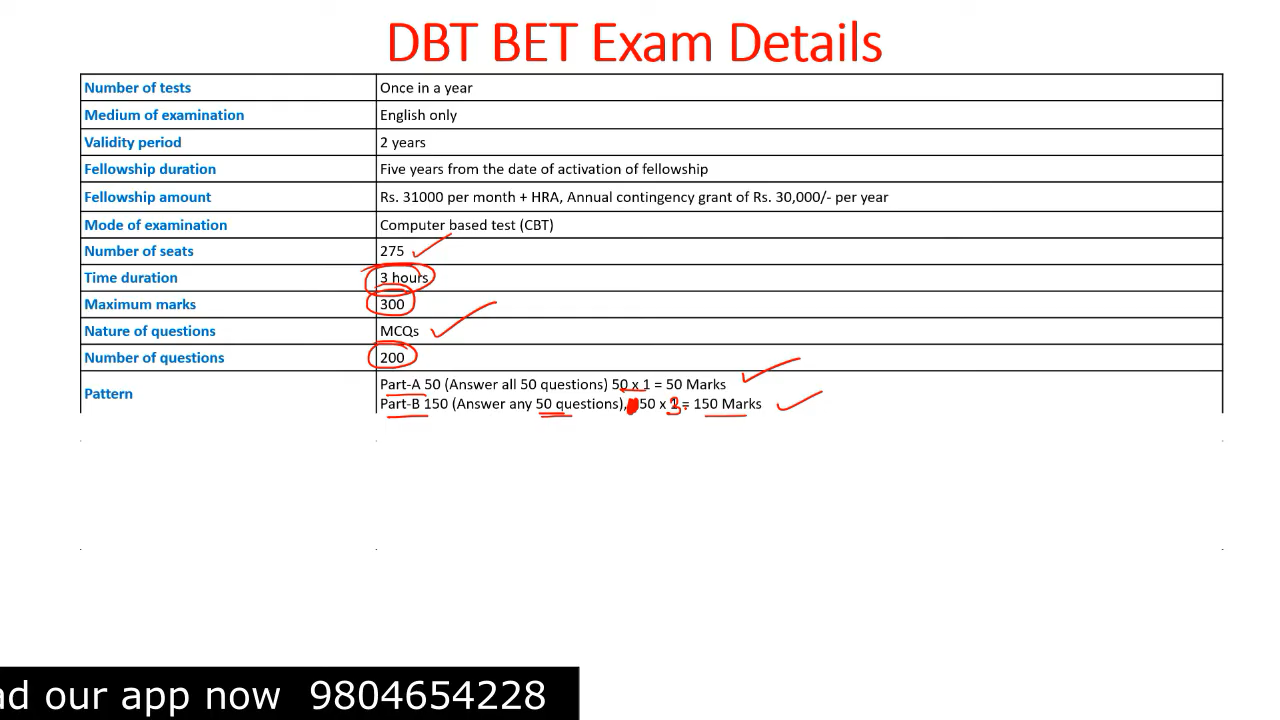 DBT BET Exam Details
Number of tests Once in a year
Medium of examination English only
Validity period 2 years
Fellowship duration Five years from the date of activation of fellowship
Fellowship amount Rs. 31000 per month + HRA, Annual contingency grant of Rs. 30,000/- per year
Mode of examination Computer based test (CBT)
Number of seats 275
Time duration 3 hours
Maximum marks 300
Nature of questions MCQs
Number of questions 200
Pattern Part-A 50 (Answer all 50 questions) 50 x 1 = 50 Marks
Part-B 150 (Answer any 50 questions), 50 x 3 = 150 Marks
our app now 9804654228